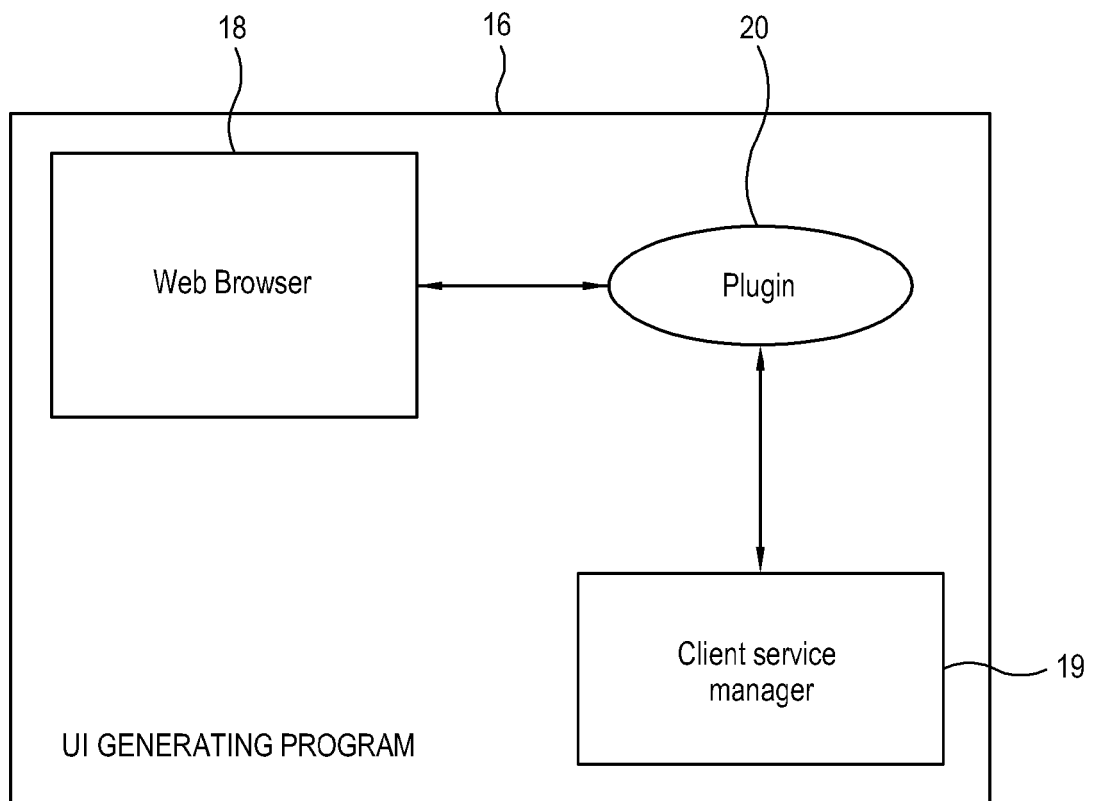 18
16
20
Web Browser
Plugin
Client service
manager
19
UI GENERATING PROGRAM